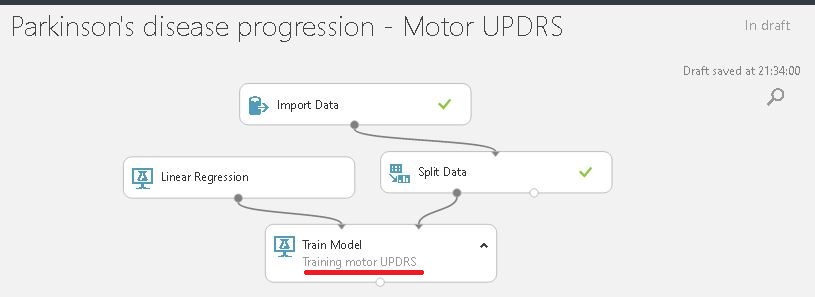 Parkinson's disease progression - Motor UPDRS
In draft
Draft saved at 21:34:00
Import Data
Linear Regression
Split Data
Train Model
Training motor UPDRS